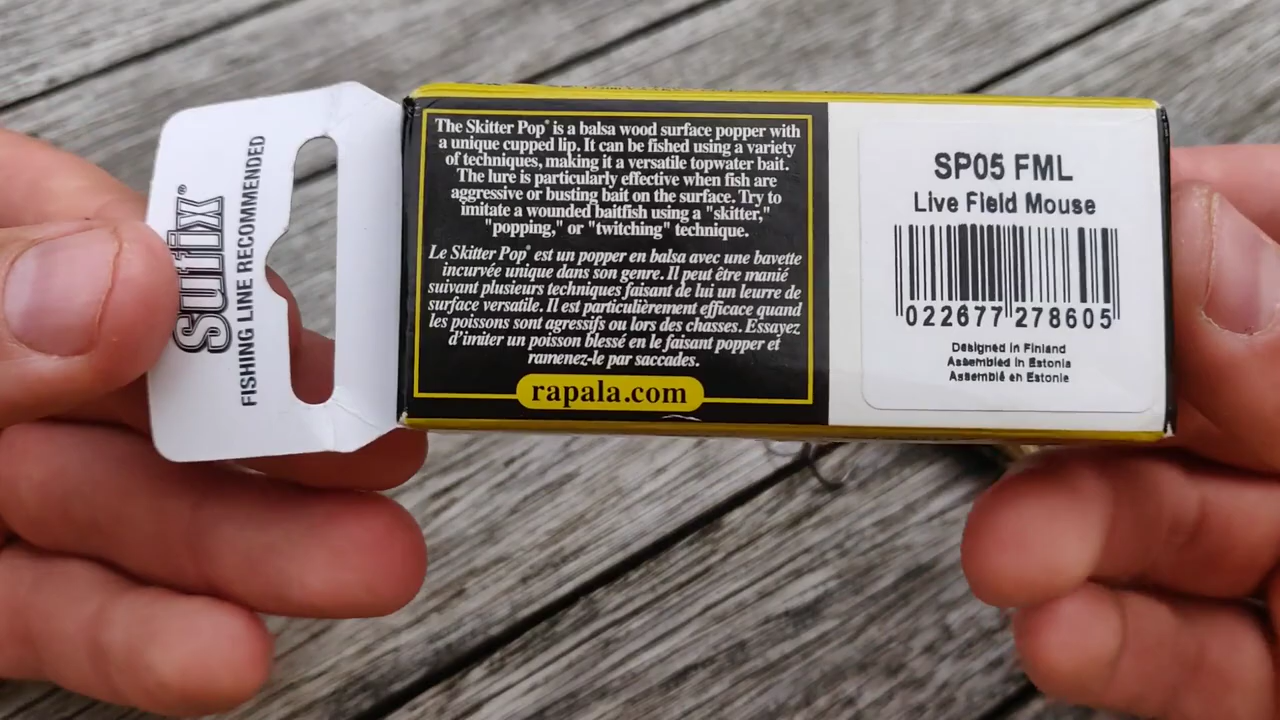 Sufix®
FISHING LINE RECOMMENDED
The Skitter Pop® is a balsa wood surface popper with
a unique cupped lip. It can be fished using a variety
of techniques, making it a versatile topwater bait.
The lure is particularly effective when fish are
aggressive or busting bait on the surface. Try to
imitate a wounded baitfish using a "skitter,"
"popping," or "twitching" technique.
Le Skitter Pop® est un popper en balsa avec une bavette
incurvée unique dans son genre. Il peut être manié
suivant plusieurs techniques faisant de lui un leurre de
surface versatile. Il est particulièrement efficace quand
les poissons sont agressifs ou lors des chasses. Essayez
d'imiter un poisson blessé en le faisant popper et
ramenez-le par saccades.
rapala.com
SP05 FML
Live Field Mouse
022677 278605
Designed in Finland
Assembled in Estonia
Assemblé en Estonie